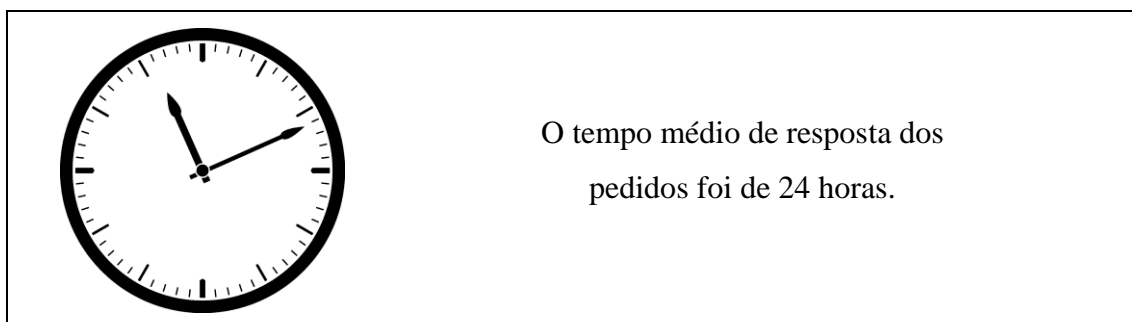 O tempo médio de resposta dos
pedidos foi de 24 horas.